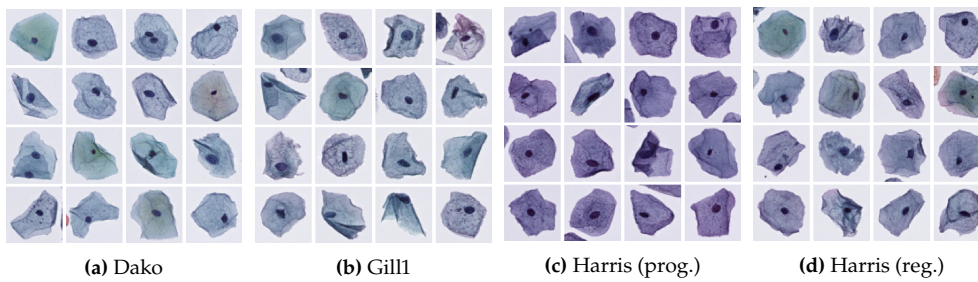 (a) Dako
(b) Gill1
(c) Harris (prog.)
(d) Harris (reg.)